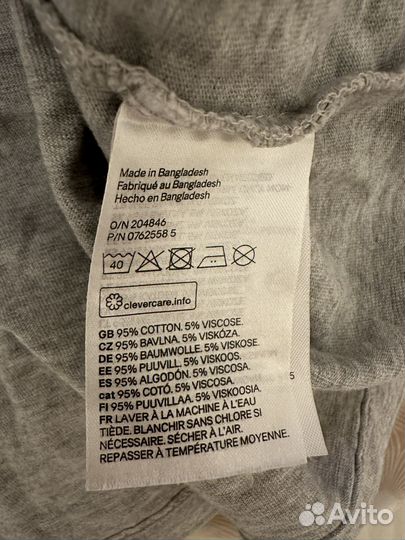 Made in Bangladesh
Fabriqué au Bangladesh
Hecho en Bangladesh
O/N 204846
P/N 0762558 5
40
clevercare.info
GB 95% COTTON. 5% VISCOSE.
CZ 95% BAVLNA. 5% VISKÓZA.
DE 95% BAUMWOLLE. 5% VISKOSE.
EE 95% PUUVILL. 5% VISKOOS.
ES 95% ALGODÓN. 5% VISCOSA.
cat 95% COTÓ. 5% VISCOSA.
FI 95% PUUVILLAA. 5% VISKOOSIA.
FR LAVER À LA MACHINE À L'EAU
TIÈDE. BLANCHIR SANS CHLORE SI
NÉCESSAIRE. SÉCHER À L'AIR.
REPASSER À TEMPÉRATURE MOYENNE.
5
Avito